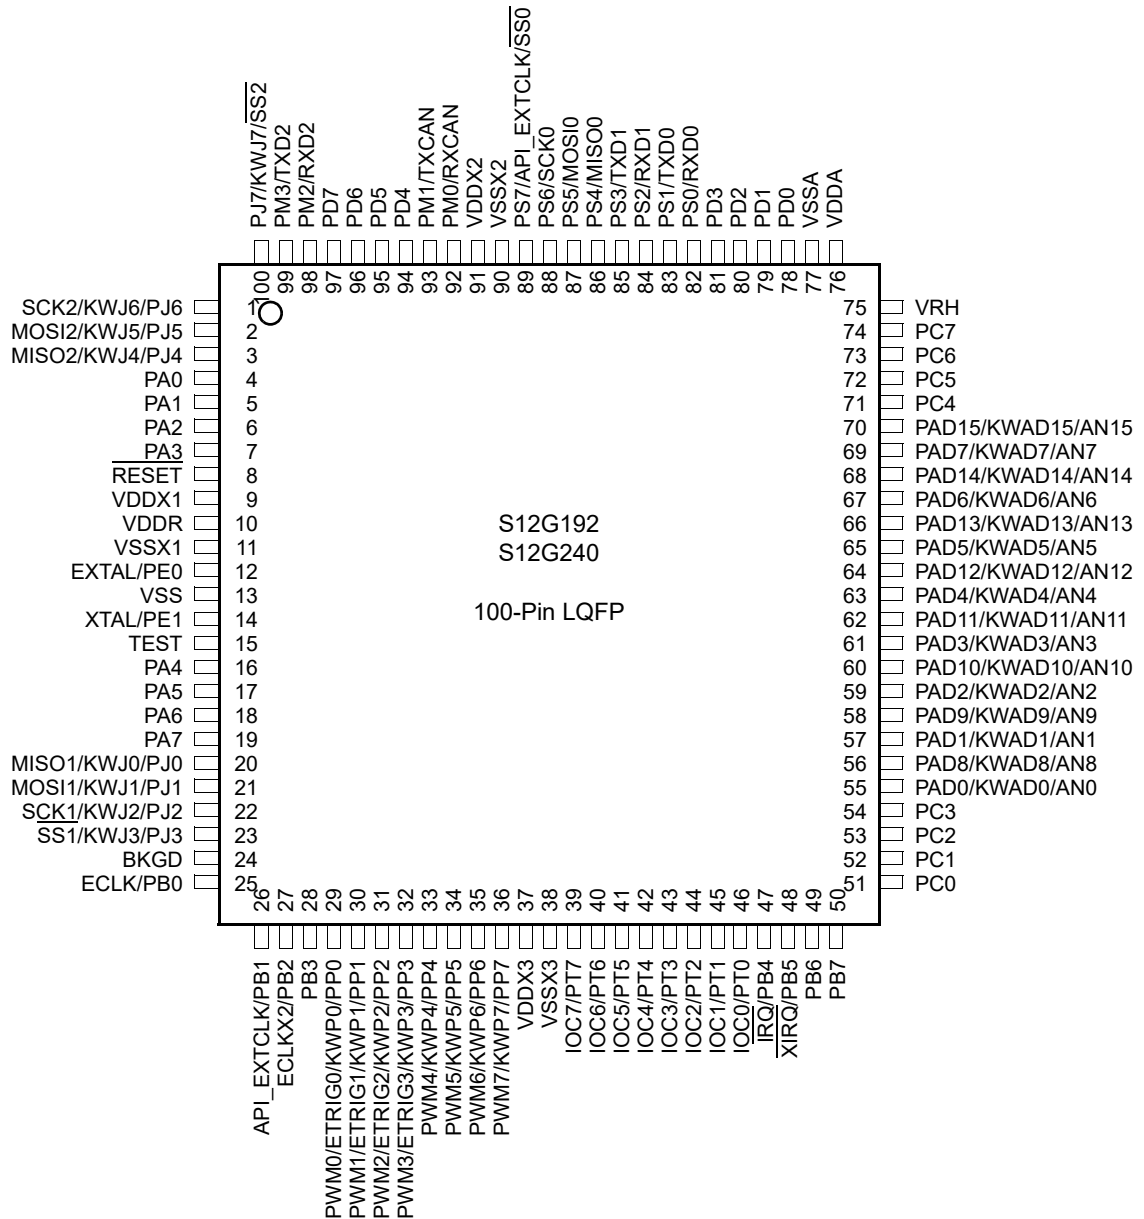 PJ7/KWJ7/SS2
PM3/TXD2
PM2/RXD2
PD7
PD6
PD5
PD4
PM1/TXCAN
PM0/RXCAN
VDDX2
VSSX2
PS7/API_EXTCLK/SS0
PS6/SCK0
PS5/MOSI0
PS4/MISO0
PS3/TXD1
PS2/RXD1
PS1/TXD0
PS0/RXD0
PD3
PD2
PD1
PD0
VSSA
VDDA
100
99
98
97
96
95
94
93
92
91
90
89
88
87
86
85
84
83
82
81
80
79
78
77
76
SCK2/KWJ6/PJ6 1
MOSI2/KWJ5/PJ5 2
MISO2/KWJ4/PJ4 3
PA0 4
PA1 5
PA2 6
PA3 7
RESET 8
VDDX1 9
VDDR 10
VSSX1 11
EXTAL/PE0 12
VSS 13
XTAL/PE1 14
TEST 15
PA4 16
PA5 17
PA6 18
PA7 19
MISO1/KWJ0/PJ0 20
MOSI1/KWJ1/PJ1 21
SCK1/KWJ2/PJ2 22
SS1/KWJ3/PJ3 23
BKGD 24
ECLK/PB0 25
S12G192
S12G240
100-Pin LQFP
75 VRH
74 PC7
73 PC6
72 PC5
71 PC4
70 PAD15/KWAD15/AN15
69 PAD7/KWAD7/AN7
68 PAD14/KWAD14/AN14
67 PAD6/KWAD6/AN6
66 PAD13/KWAD13/AN13
65 PAD5/KWAD5/AN5
64 PAD12/KWAD12/AN12
63 PAD4/KWAD4/AN4
62 PAD11/KWAD11/AN11
61 PAD3/KWAD3/AN3
60 PAD10/KWAD10/AN10
59 PAD2/KWAD2/AN2
58 PAD9/KWAD9/AN9
57 PAD1/KWAD1/AN1
56 PAD8/KWAD8/AN8
55 PAD0/KWAD0/AN0
54 PC3
53 PC2
52 PC1
51 PC0
26
27
28
29
30
31
32
33
34
35
36
37
38
39
40
41
42
43
44
45
46
47
48
49
50
API_EXTCLK/PB1
ECLKX2/PB2
PB3
PWM0/ETRIG0/KWP0/PP0
PWM1/ETRIG1/KWP1/PP1
PWM2/ETRIG2/KWP2/PP2
PWM3/ETRIG3/KWP3/PP3
PWM4/KWP4/PP4
PWM5/KWP5/PP5
PWM6/KWP6/PP6
PWM7/KWP7/PP7
VDDX3
VSSX3
IOC7/PT7
IOC6/PT6
IOC5/PT5
IOC4/PT4
IOC3/PT3
IOC2/PT2
IOC1/PT1
IOC0/PT0
IRQ/PB4
XIRQ/PB5
PB6
PB7